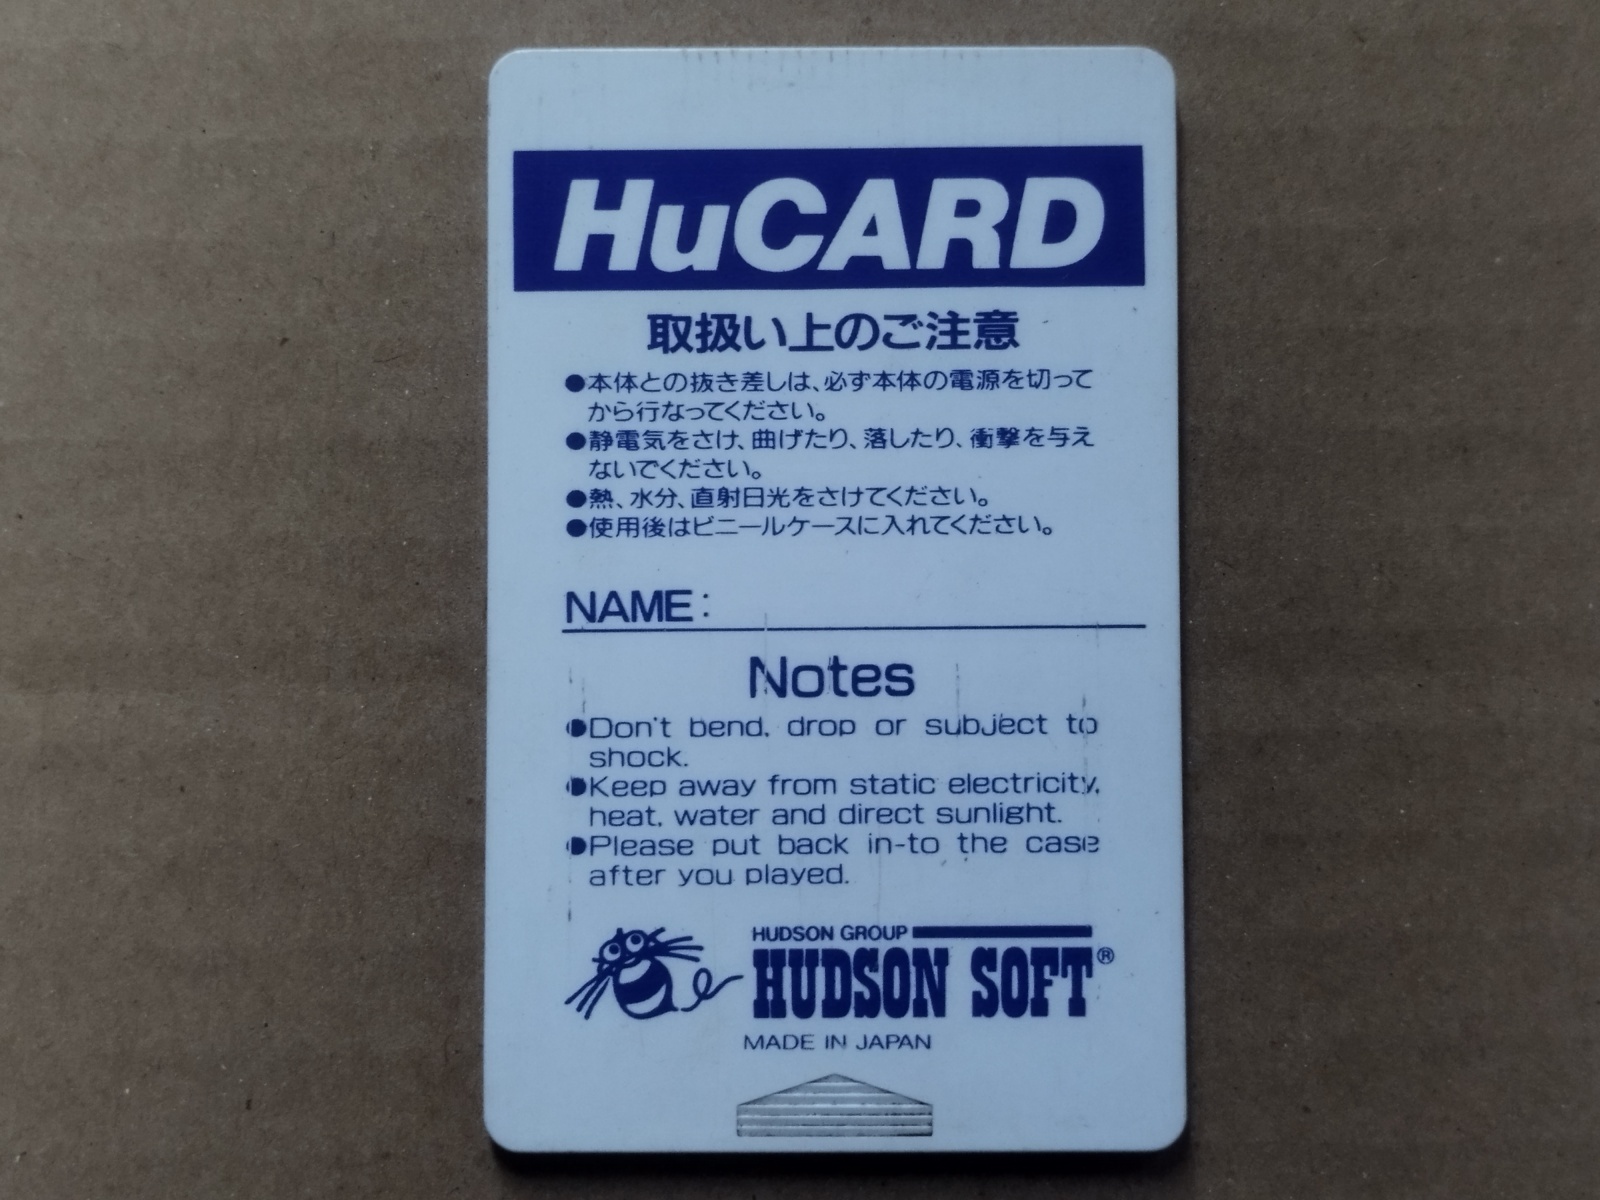 HuCARD
取扱い上のご注意
●本体との抜き差しは、必ず本体の電源を切って
から行なってください。
●静電気をさけ、曲げたり、落したり、衝撃を与え
ないでください。
●熱、水分、直射日光をさけてください。
●使用後はビニールケースに入れてください。
NAME:
Notes
●Don't bend, drop or subject to
shock.
●Keep away from static electricity,
heat, water and direct sunlight.
●Please put back in-to the case
after you played.
HUDSON GROUP
HUDSON SOFT®
MADE IN JAPAN